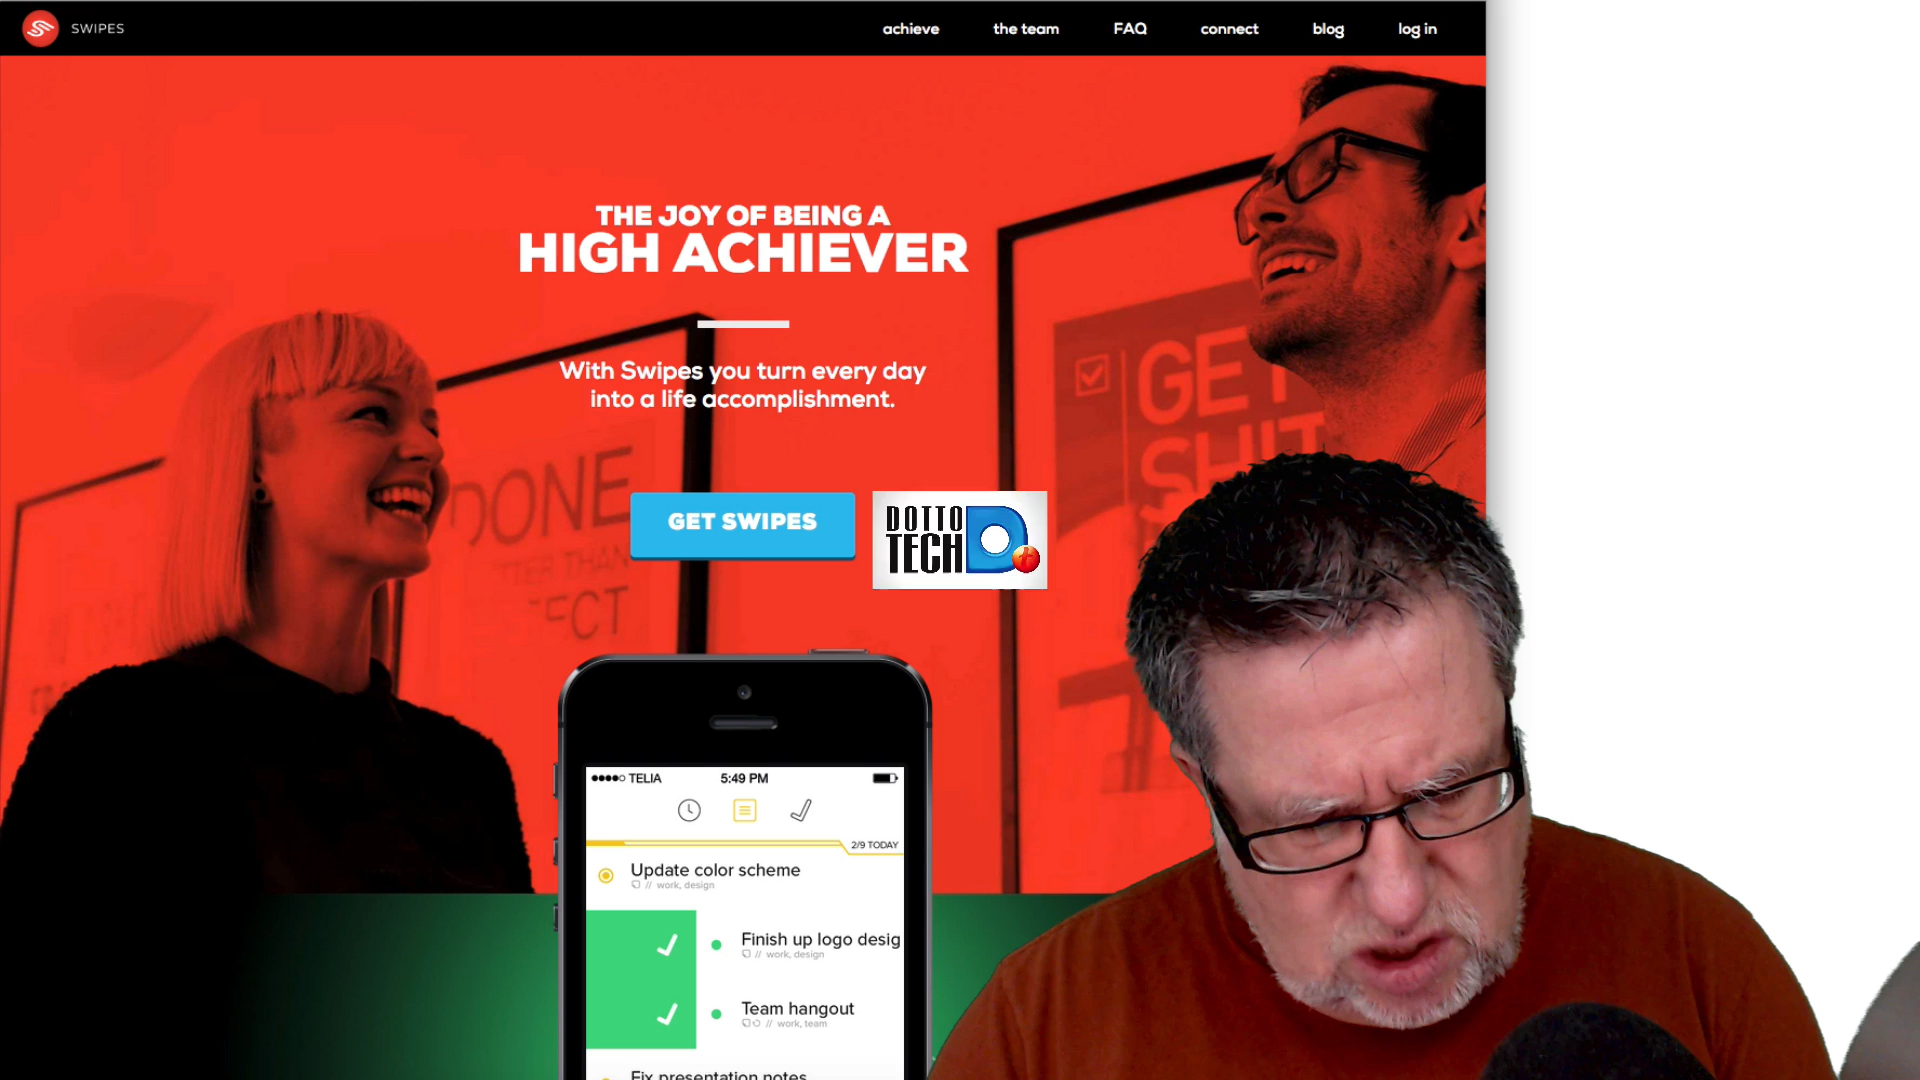 SWIPES
achieve
the team
FAQ
connect
blog
log in
THE JOY OF BEING A
HIGH ACHIEVER
With Swipes you turn every day
into a life accomplishment.
GET
SHIT
DONE
GET SWIPES
DOTTO
TECH
TELIA
5:49 PM
2/9 TODAY
Update color scheme
// work, design
Finish up logo desig
// work, design
Team hangout
// work, team
Fix presentation notes